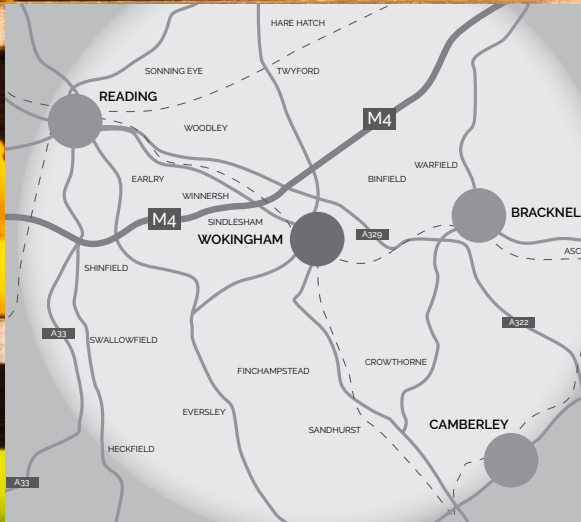 HARE HATCH
SONNING EYE
TWYFORD
READING
M4
WOODLEY
WARFIELD
EARLRY
BINFIELD
WINNERSH
BRACKNEL
M4
SINDLESHAM
A329
WOKINGHAM
ASC
SHINFIELD
A322
A33
SWALLOWFIELD
CROWTHORNE
FINCHAMPSTEAD
EVERSLEY
CAMBERLEY
SANDHURST
HECKFIELD
A33